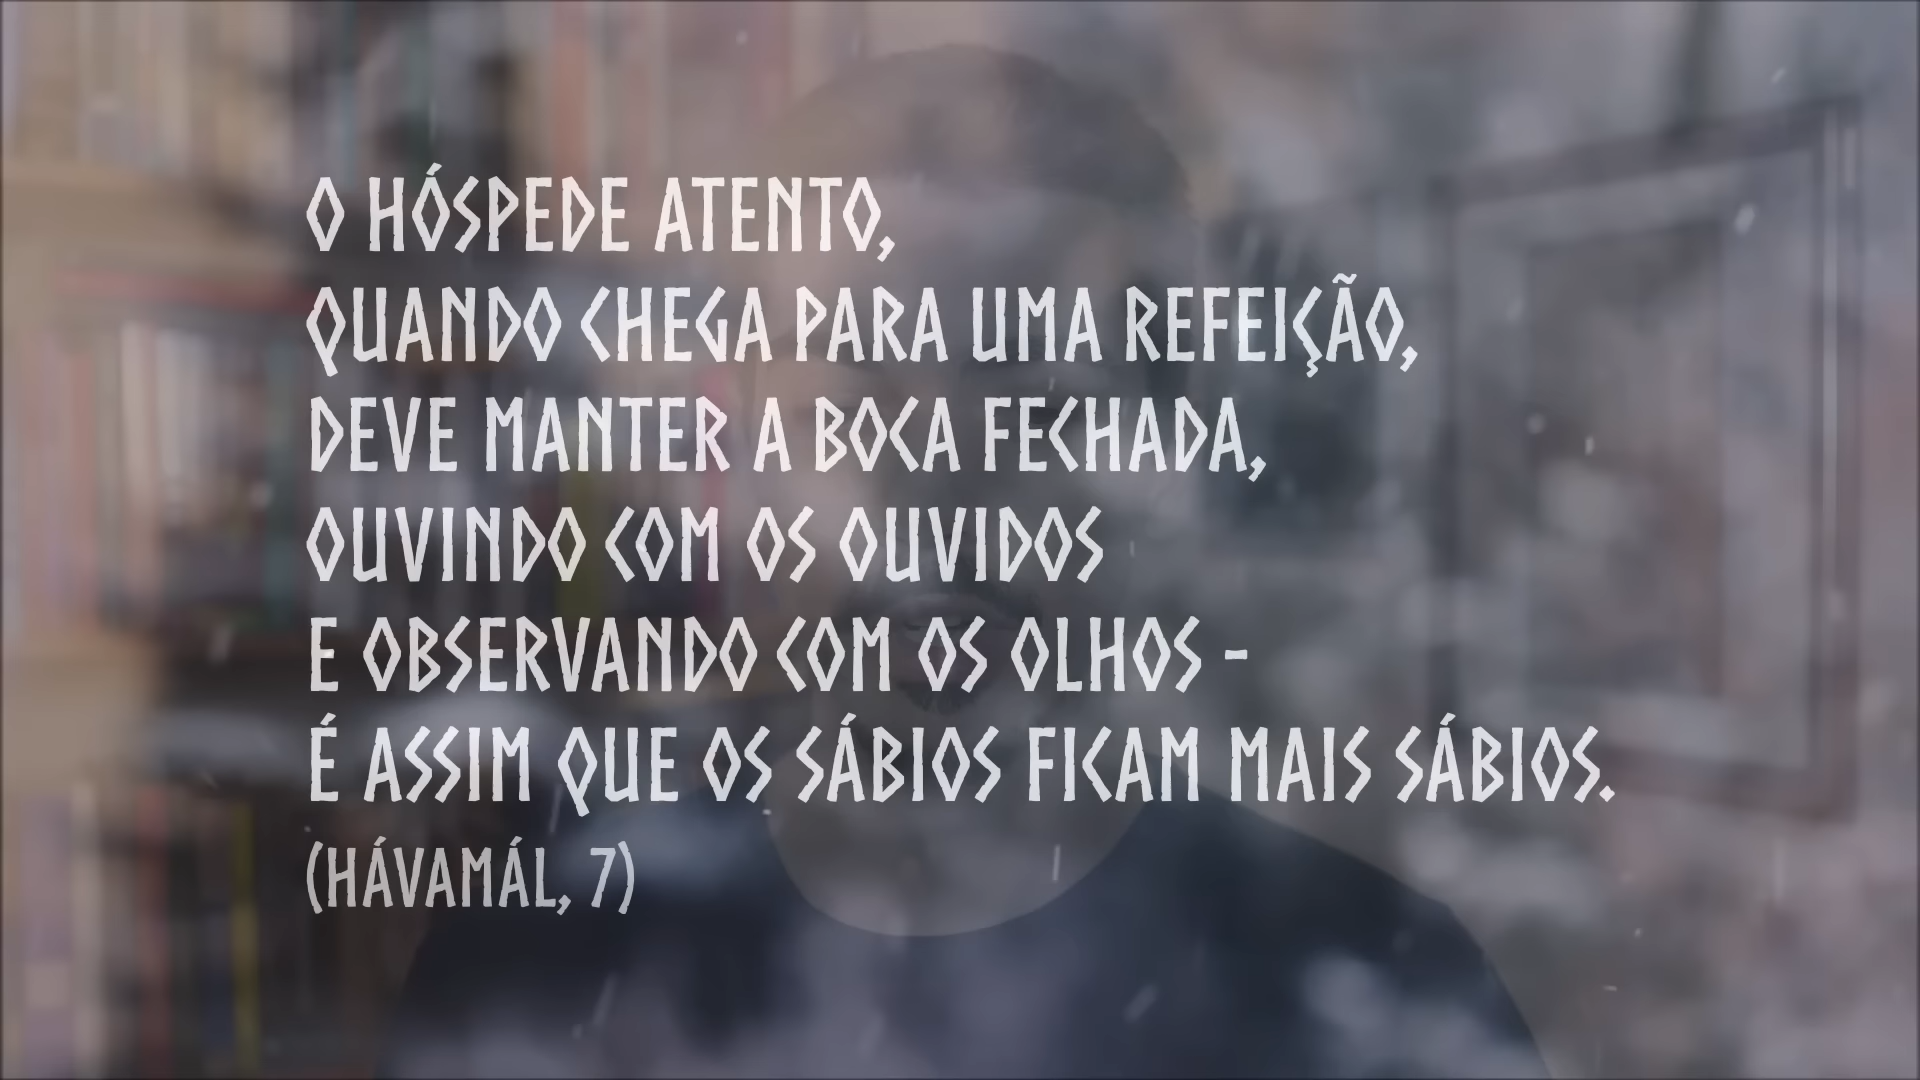 O HÓSPEDE ATENTO,
QUANDO CHEGA PARA UMA REFEIÇÃO,
DEVE MANTER A BOCA FECHADA,
OUVINDO COM OS OUVIDOS
E OBSERVANDO COM OS OLHOS -
É ASSIM QUE OS SÁBIOS FICAM MAIS SÁBIOS.
(HÁVAMÁL, 7)